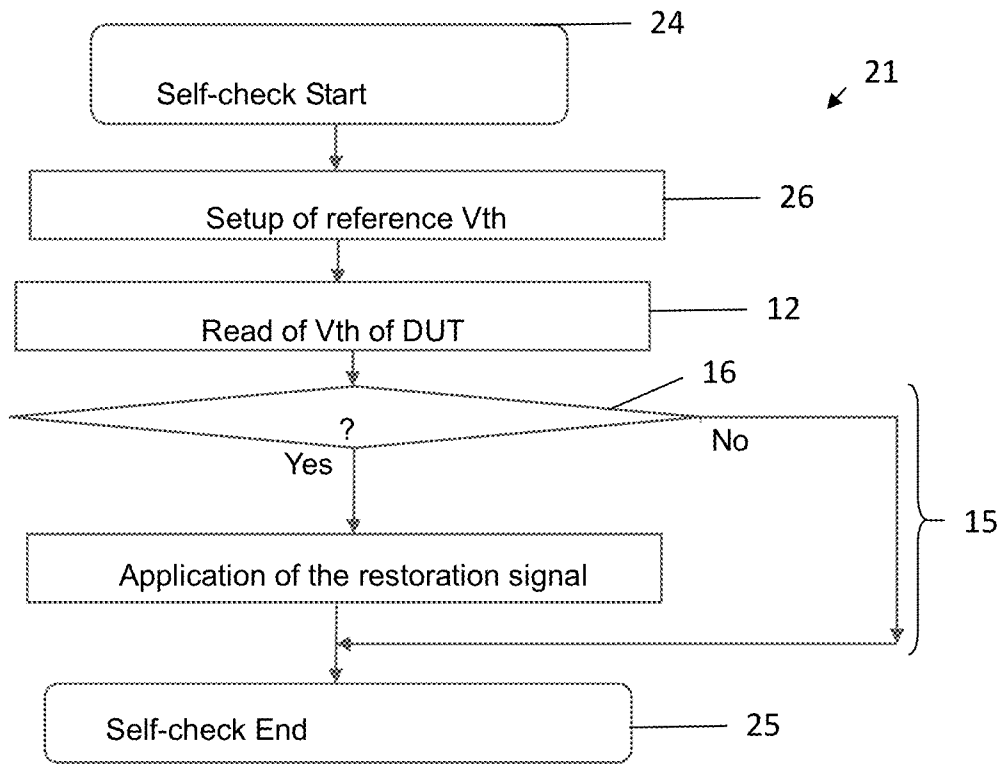 24
21
Self-check Start
26
Setup of reference Vth
12
Read of Vth of DUT
16
?
No
Yes
15
Application of the restoration signal
Self-check End
25